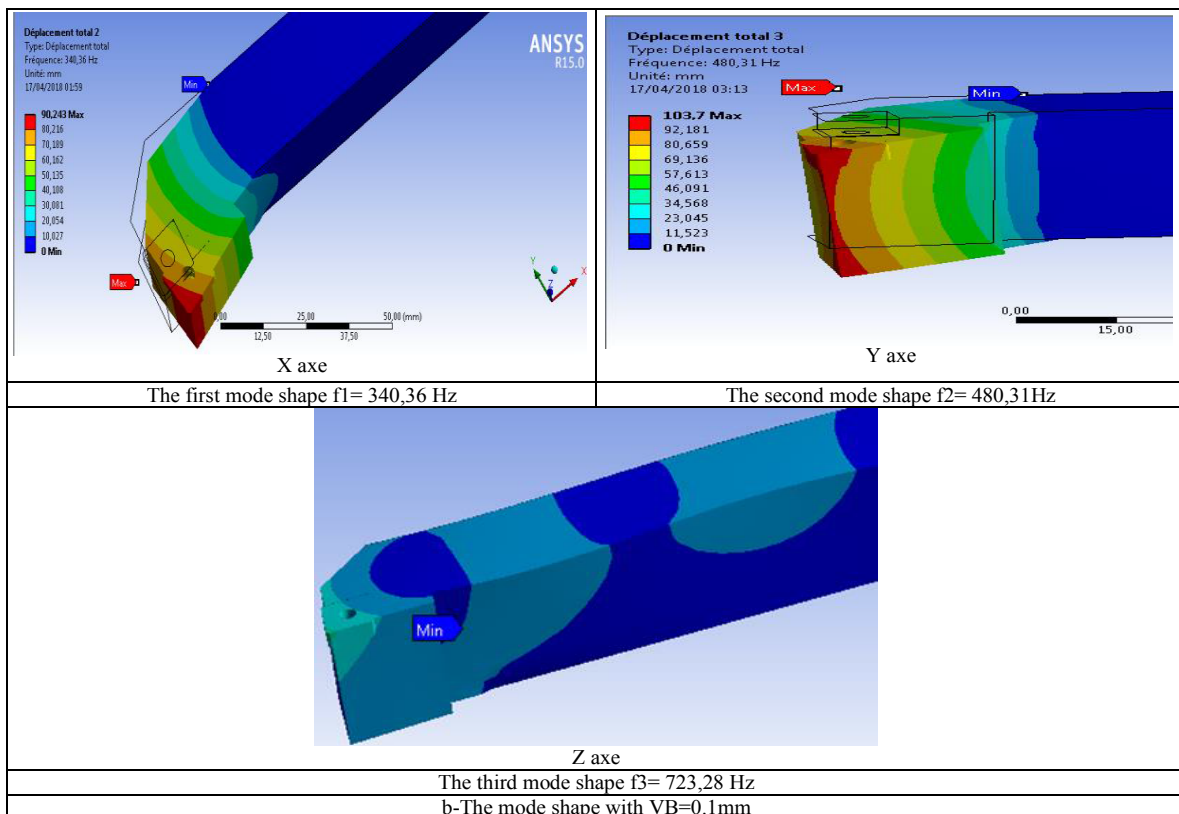 Déplacement total 2
Type: Déplacement total
Fréquence: 340,36 Hz
Unité: mm
17/04/2018 01:59
90,243 Max
80,216
70,189
60,162
50,135
40,108
30,081
20,054
10,027
0 Min
Min
Max
ANSYS
R15.0
Y
X
Z
0,00 25,00 50,00 (mm)
12,50 37,50
X axe
Déplacement total 3
Type: Déplacement total
Fréquence: 480,31 Hz
Unité: mm
17/04/2018 03:13
Max
Min
103.7 Max
92,181
80,659
69,136
57,613
46,091
34,568
23,045
11,523
0 Min
0,00
15,00
Y axe
The first mode shape f1= 340,36 Hz
The second mode shape f2= 480,31Hz
Min
Z axe
The third mode shape f3= 723,28 Hz
b-The mode shape with VB=0.1mm